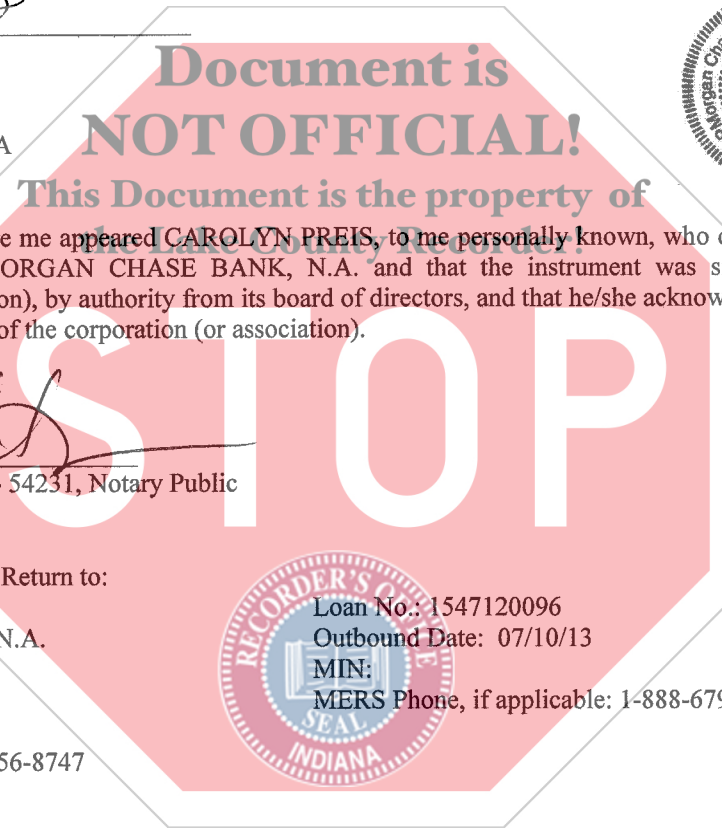 Document is
NOT OFFICIAL!
A
This Document is the property of
the Lake County Recorder!
e me appeared CAROLYN PREIS, to me personally known, who
ORGAN CHASE BANK, N.A. and that the instrument was s
on), by authority from its board of directors, and that he/she acknow
of the corporation (or association).
STOP
54231, Notary Public
Return to:
RECORDER'S OFFICE
Loan No.: 1547120096
N.A.
Outbound Date: 07/10/13
MIN:
MERS Phone, if applicable: 1-888-679
SEAL
INDIANA
56-8747
Morgan Cha